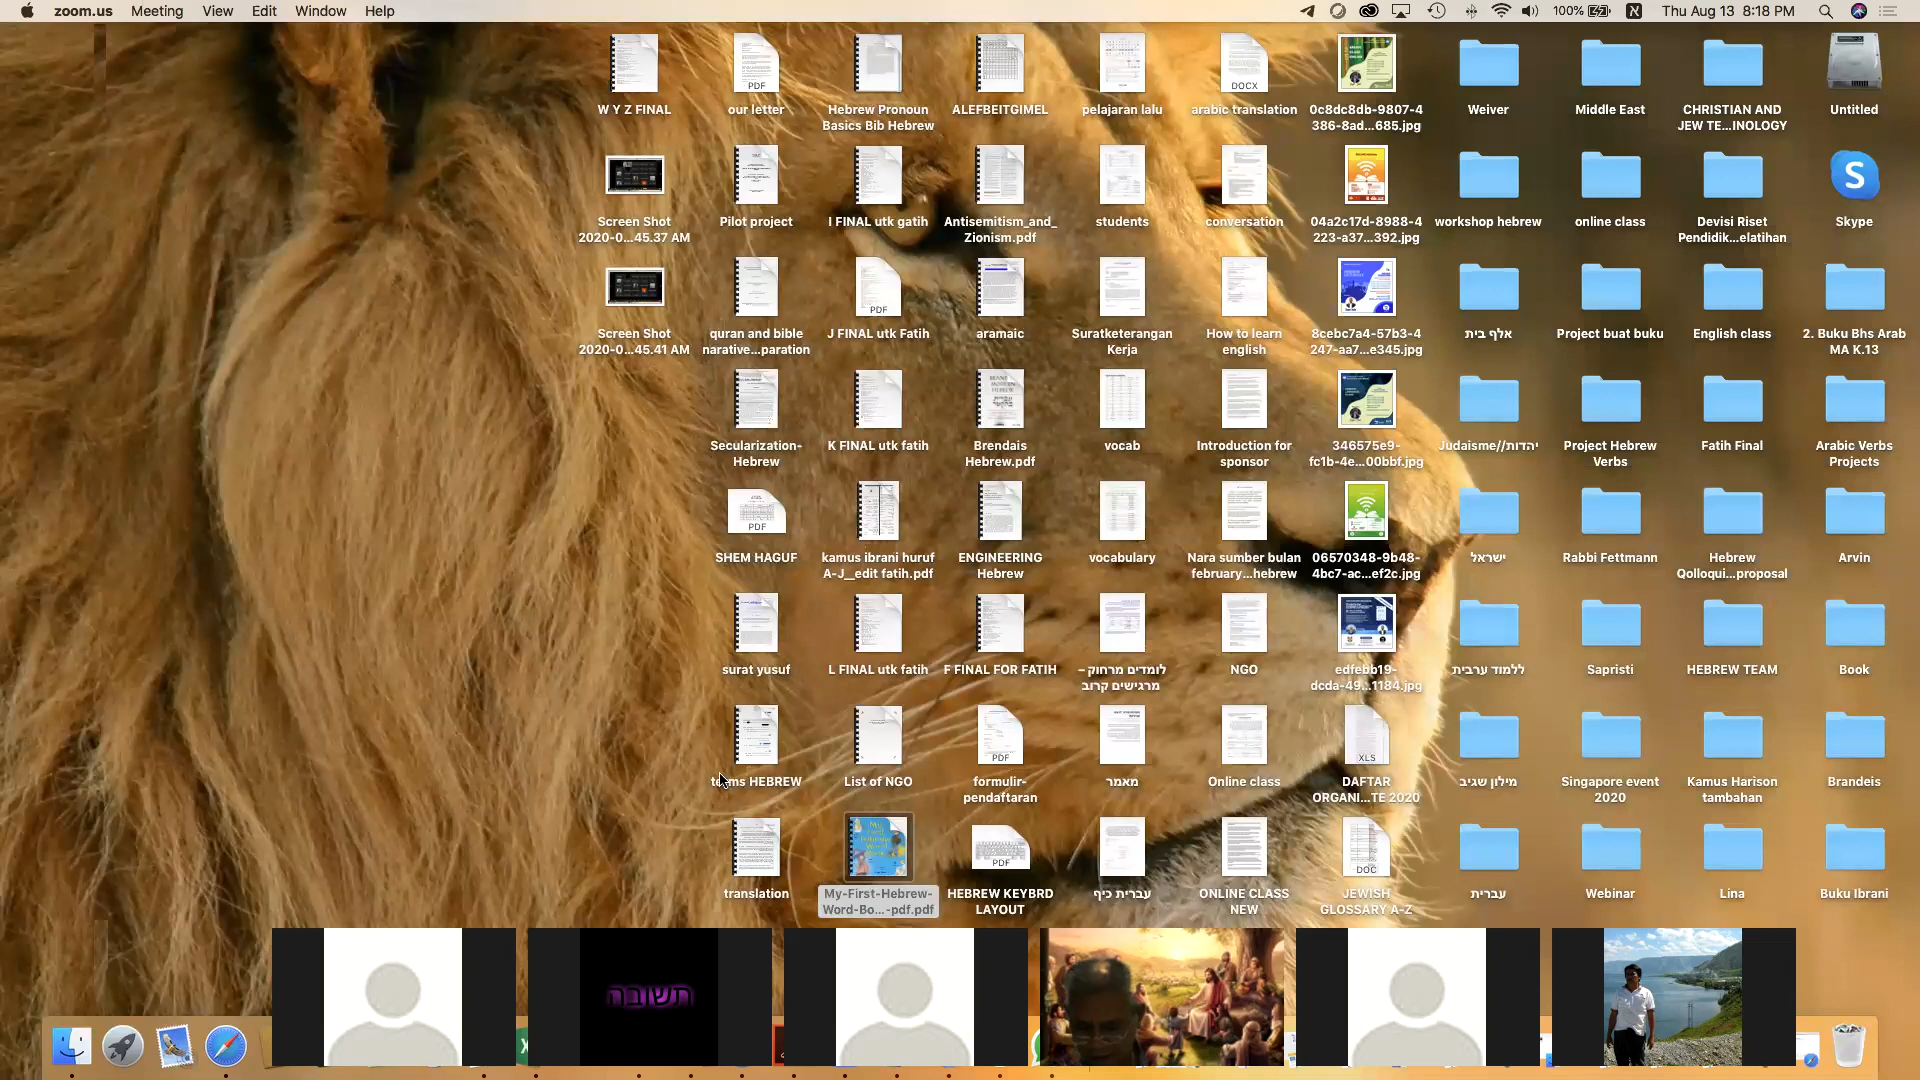 zoom.us Meeting View Edit Window Help 100% Thu Aug 13 8:18 PM
W Y Z FINAL
our letter
Hebrew Pronoun
Basics Bib Hebrew
ALEFBEITGIMEL
pelajaran lalu
arabic translation
0c8dc8db-9807-4
386-8ad...685.jpg
Weiver
Middle East
CHRISTIAN AND
JEW TE...INOLOGY
Untitled
Screen Shot
2020-0...45.37 AM
Pilot project
I FINAL utk gatih
Antisemitism_and_
Zionism.pdf
students
conversation
04a2c17d-8988-4
223-a37...392.jpg
workshop hebrew
online class
Devisi Riset
Pendidik...elatihan
Skype
Screen Shot
2020-0...45.41 AM
quran and bible
narative...paration
J FINAL utk Fatih
aramaic
Suratketerangan
Kerja
How to learn
english
8cebc7a4-57b3-4
247-aa7...e345.jpg
אלף בית
Project buat buku
English class
2. Buku Bhs Arab
MA K.13
Secularization-
Hebrew
K FINAL utk fatih
Brendais
Hebrew.pdf
vocab
Introduction for
sponsor
346575e9-
fc1b-4e...00bbf.jpg
Judaisme//יהדות
Project Hebrew
Verbs
Fatih Final
Arabic Verbs
Projects
SHEM HAGUF
kamus ibrani huruf
A-J_edit fatih.pdf
ENGINEERING
Hebrew
vocabulary
Nara sumber bulan
february...hebrew
06570348-9b48-
4bc7-ac...ef2c.jpg
ישראל
Rabbi Fettmann
Hebrew
Qolloqui...proposal
Arvin
surat yusuf
L FINAL utk fatih
F FINAL FOR FATIH
לומדים מרחוק –
מרגישים קרוב
NGO
edfebb19-
dcda-49...1184.jpg
ללמוד ערבית
Sapristi
HEBREW TEAM
Book
terms HEBREW
List of NGO
formulir-
pendaftaran
מאמר
Online class
DAFTAR
ORGANI...TE 2020
מילון שגיב
Singapore event
2020
Kamus Harison
tambahan
Brandeis
translation
My-First-Hebrew-
Word-Bo...-pdf.pdf
HEBREW KEYBRD
LAYOUT
עברית כיף
ONLINE CLASS
NEW
JEWISH
GLOSSARY A-Z
עברית
Webinar
Lina
Buku Ibrani
תשובה